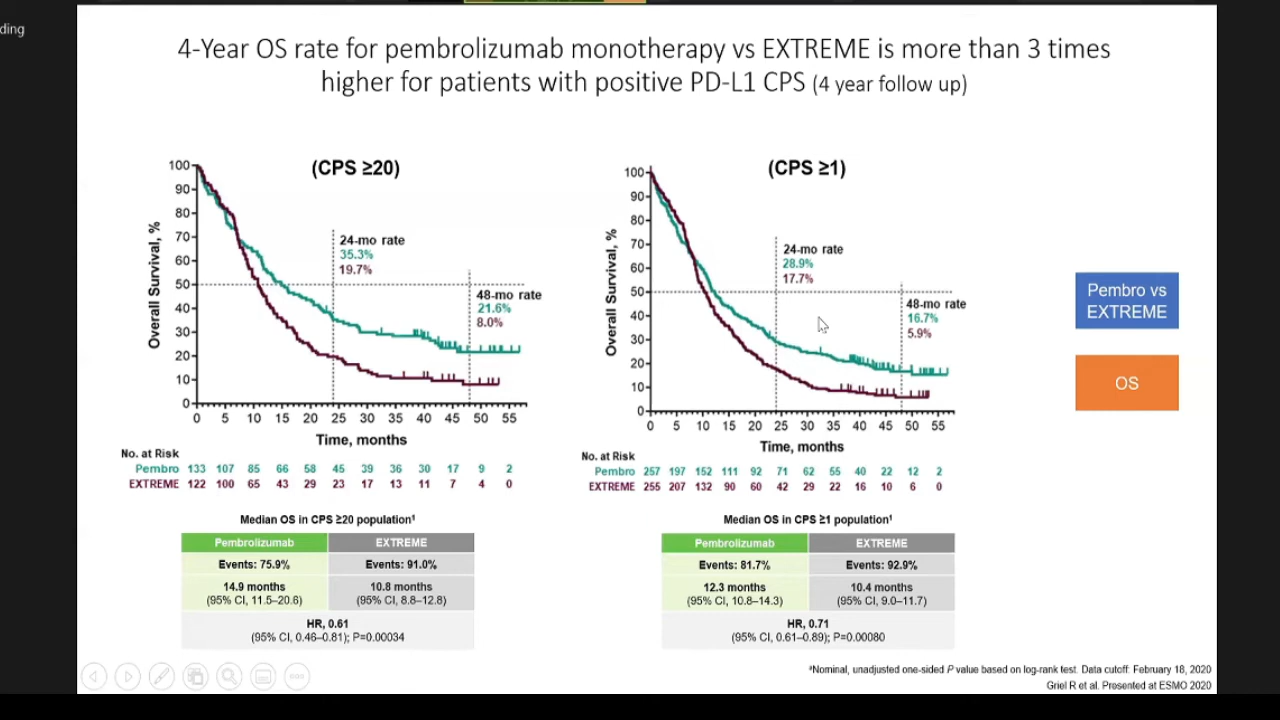 ding
4-Year OS rate for pembrolizumab monotherapy vs EXTREME is more than 3 times
higher for patients with positive PD-L1 CPS (4 year follow up)
(CPS ≥20)
100
90
80
70
60
50
40
30
20
10
0
Overall Survival, %
24-mo rate
35.3%
19.7%
48-mo rate
21.6%
8.0%
0 5 10 15 20 25 30 35 40 45 50 55
Time, months
No. at Risk
Pembro 133 107 85 66 58 45 39 36 30 17 9 2
EXTREME 122 100 65 43 29 23 17 13 11 7 4 0
Median OS in CPS ≥20 population¹
Pembrolizumab EXTREME
Events: 75.9% Events: 91.0%
14.9 months 10.8 months
(95% CI, 11.5–20.6) (95% CI, 8.8–12.8)
HR, 0.61
(95% CI, 0.46–0.81); P=0.00034
(CPS ≥1)
100
90
80
70
60
50
40
30
20
10
0
Overall Survival, %
24-mo rate
28.9%
17.7%
48-mo rate
16.7%
5.9%
0 5 10 15 20 25 30 35 40 45 50 55
Time, months
No. at Risk
Pembro 257 197 152 111 92 71 62 55 40 22 12 2
EXTREME 255 207 132 90 60 42 29 22 16 10 6 0
Median OS in CPS ≥1 population¹
Pembrolizumab EXTREME
Events: 81.7% Events: 92.9%
12.3 months 10.4 months
(95% CI, 10.8–14.3) (95% CI, 9.0–11.7)
HR, 0.71
(95% CI, 0.61–0.89); P=0.00080
Pembro vs
EXTREME
OS
ᵃNominal, unadjusted one-sided P value based on log-rank test. Data cutoff: February 18, 2020
Griel R et al. Presented at ESMO 2020